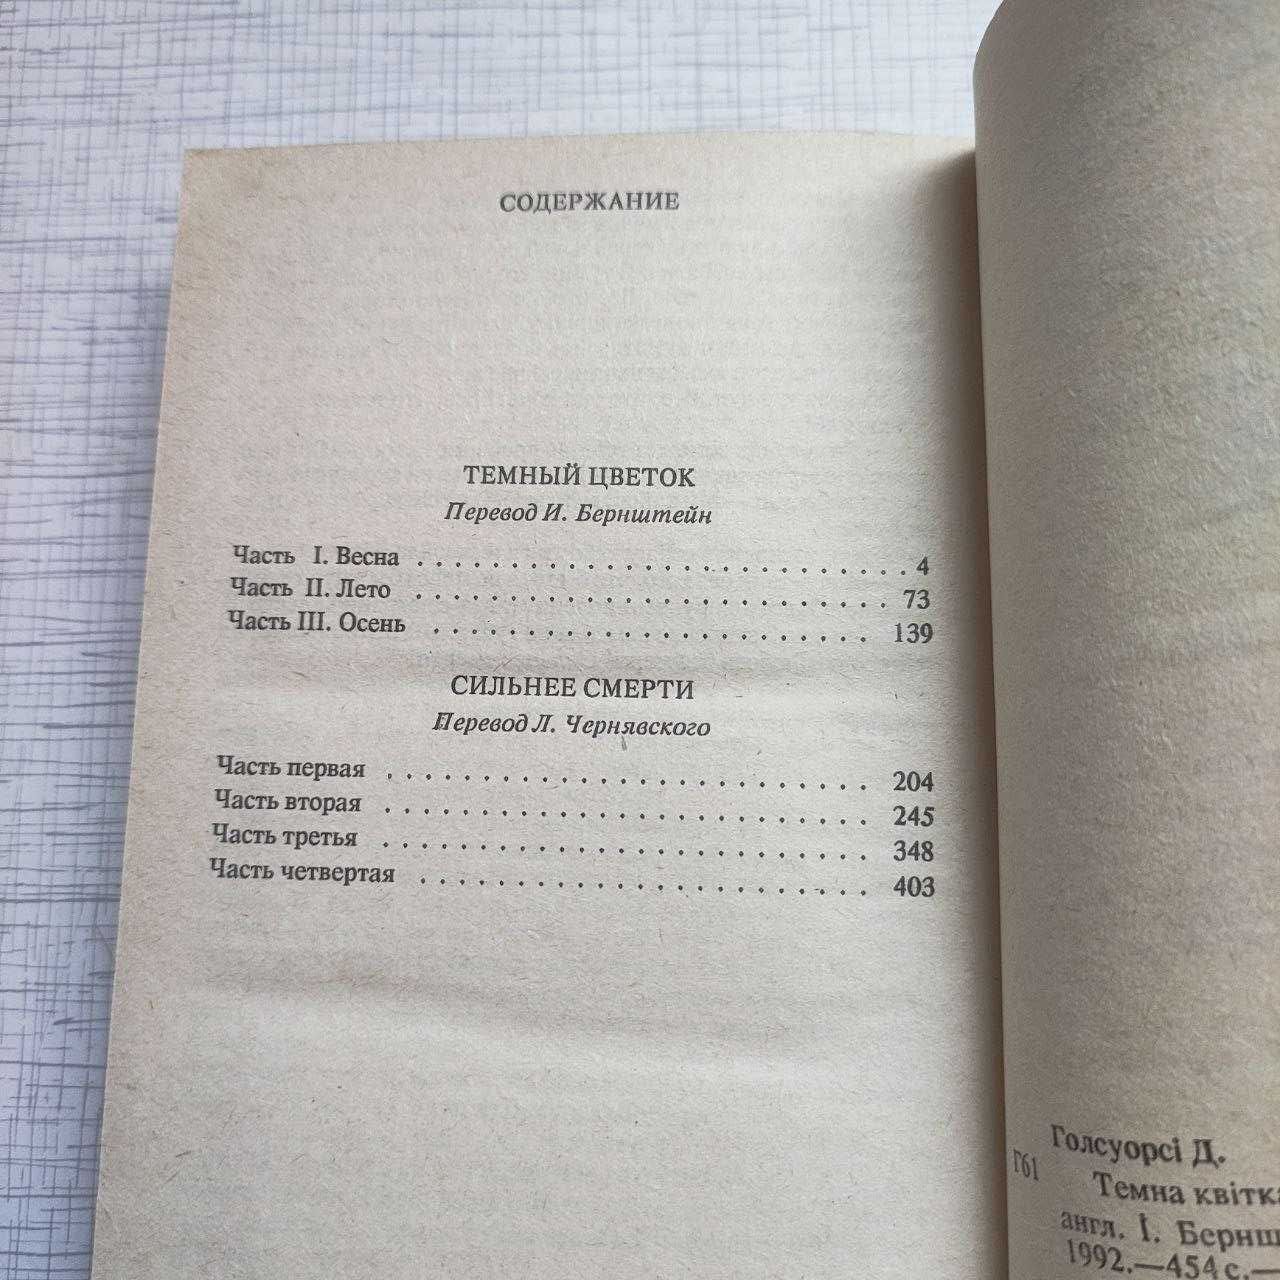 СОДЕРЖАНИЕ
ТЕМНЫЙ ЦВЕТОК
Перевод И. Бернштейн
Часть I. Весна . . . . . . . . . . . . . . . . . . . . . . . . . . 4
Часть II. Лето . . . . . . . . . . . . . . . . . . . . . . . . . 73
Часть III. Осень . . . . . . . . . . . . . . . . . . . . . . . 139
СИЛЬНЕЕ СМЕРТИ
Перевод Л. Чернявского
Часть первая . . . . . . . . . . . . . . . . . . . . . . . . . 204
Часть вторая . . . . . . . . . . . . . . . . . . . . . . . . . 245
Часть третья . . . . . . . . . . . . . . . . . . . . . . . . . 348
Часть четвертая . . . . . . . . . . . . . . . . . . . . . . . 403
Голсуорсі Д.
Г61 Темна квітка
англ. І. Бернш
1992.—454 с.—